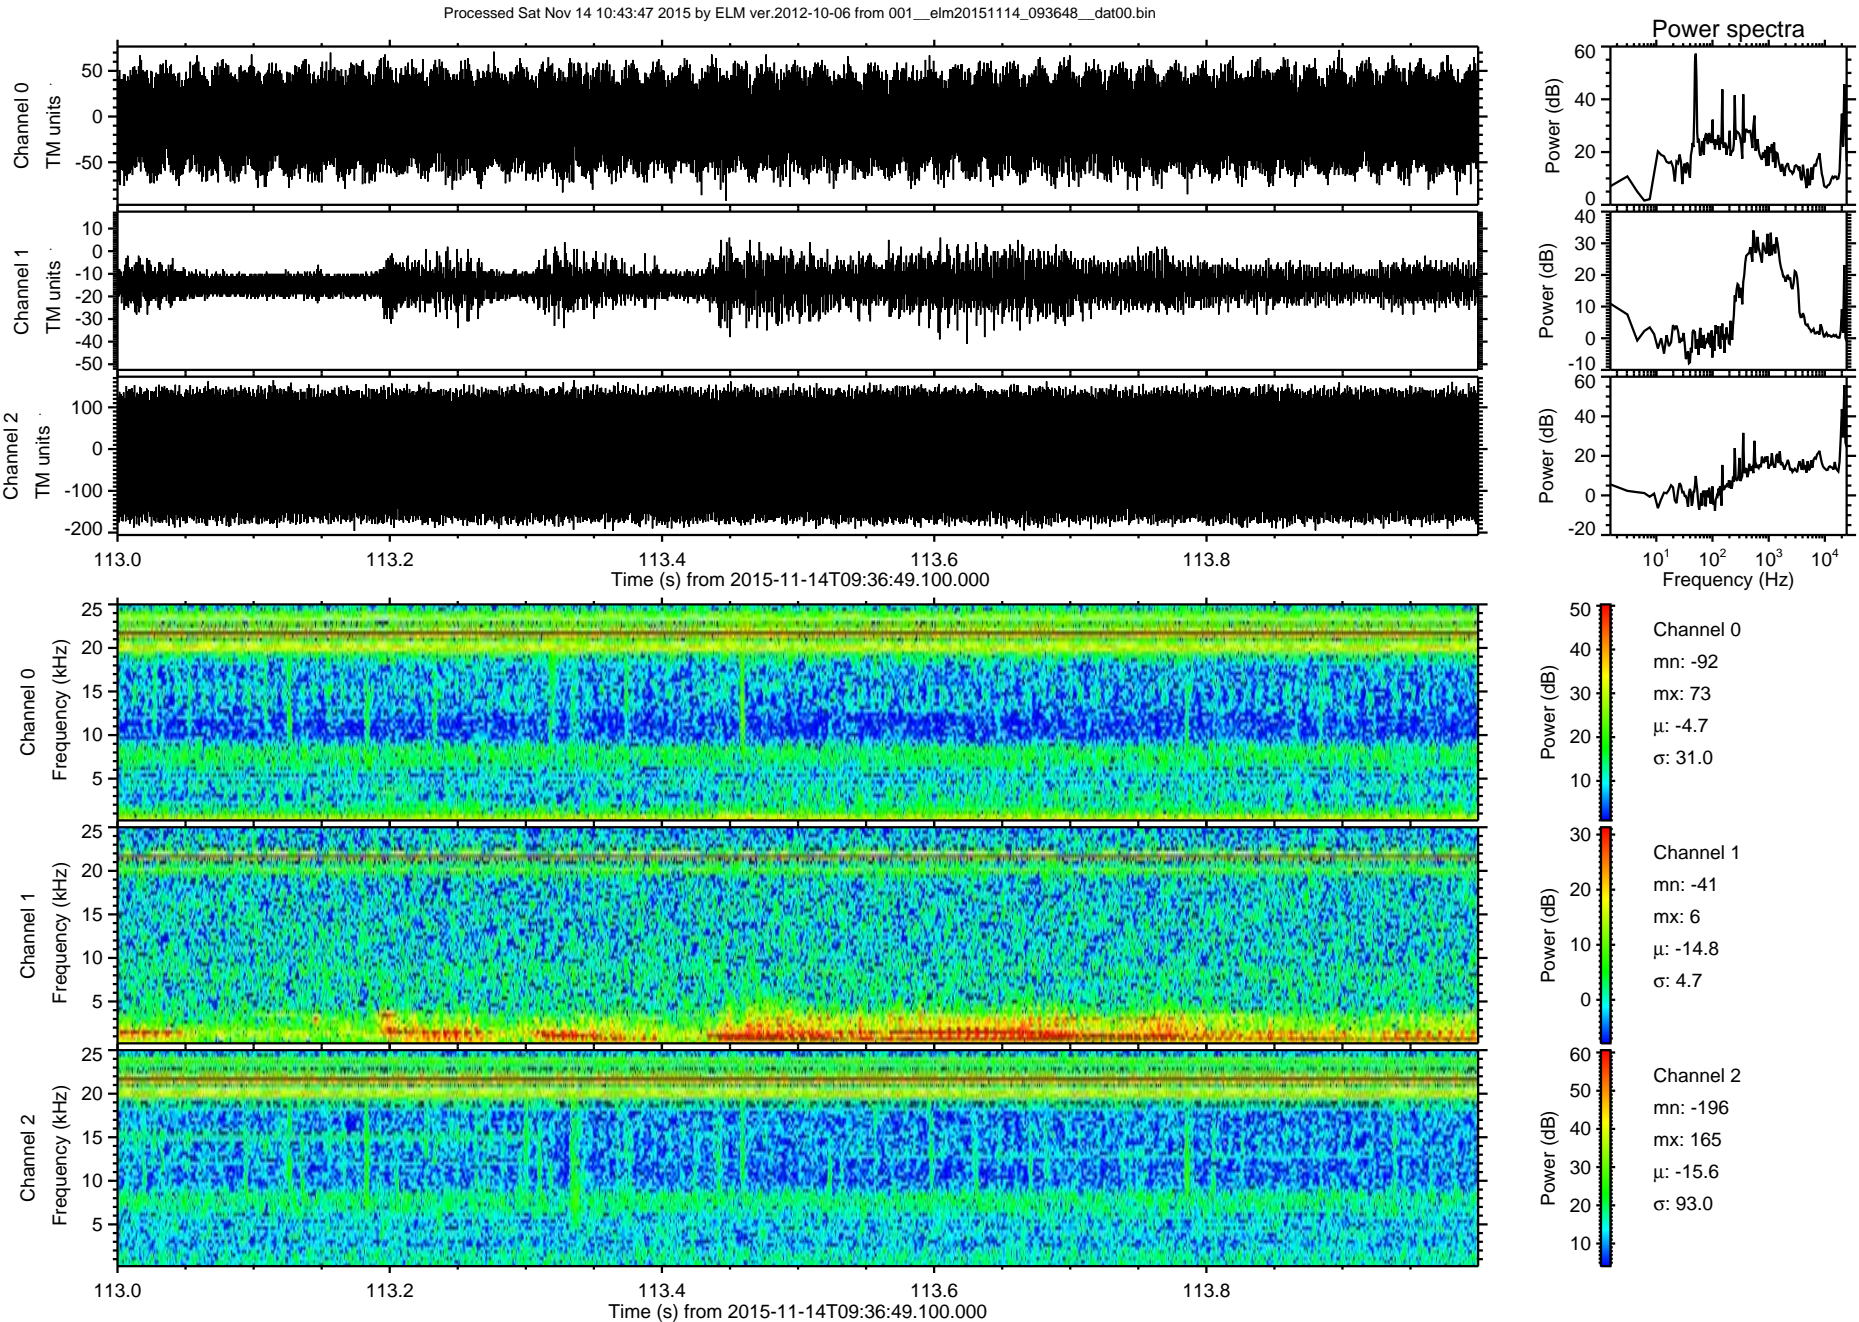 Processed Sat Nov 14 10:43:47 2015 by ELM ver.2012-10-06 from 001__elm20151114_093648__dat00.bin
Power spectra
Channel 0
TM units
50
0
-50
Power (dB)
60
40
20
0
Channel 1
TM units
10
0
-10
-20
-30
-40
-50
Power (dB)
40
30
20
10
0
-10
Channel 2
TM units
100
0
-100
-200
Power (dB)
60
40
20
0
-20
113.0 113.2 113.4 113.6 113.8
Time (s) from 2015-11-14T09:36:49.100.000
10^1 10^2 10^3 10^4
Frequency (Hz)
Channel 0
Frequency (kHz)
25
20
15
10
5
Power (dB)
50
40
30
20
10
Channel 0
mn: -92
mx: 73
μ: -4.7
σ: 31.0
Channel 1
Frequency (kHz)
25
20
15
10
5
Power (dB)
30
20
10
0
Channel 1
mn: -41
mx: 6
μ: -14.8
σ: 4.7
Channel 2
Frequency (kHz)
25
20
15
10
5
Power (dB)
60
50
40
30
20
10
Channel 2
mn: -196
mx: 165
μ: -15.6
σ: 93.0
113.0 113.2 113.4 113.6 113.8
Time (s) from 2015-11-14T09:36:49.100.000